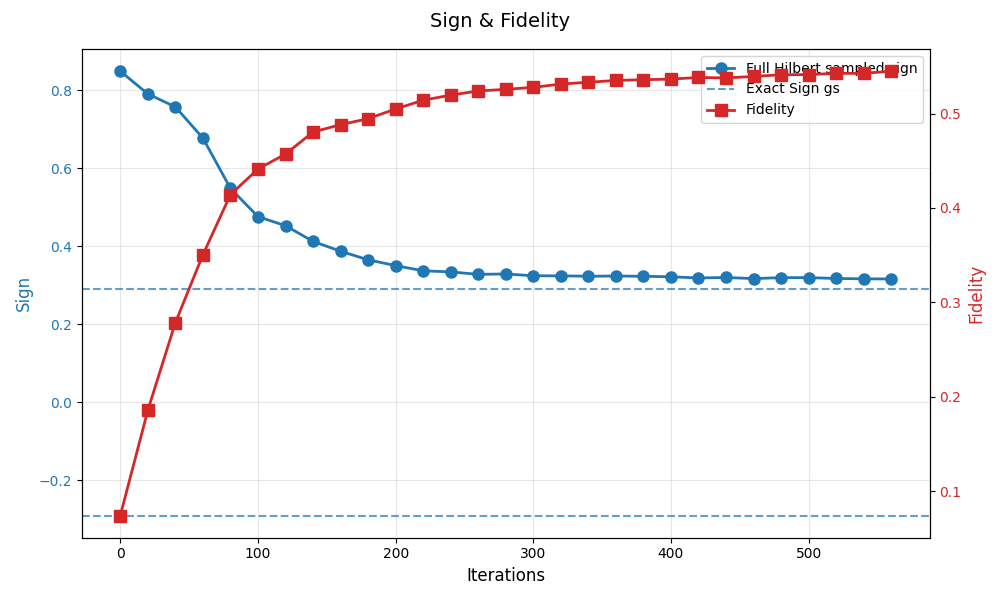 Sign & Fidelity
Full Hilbert sampled sign
Exact Sign gs
Fidelity
Sign
0.8
0.6
0.4
0.2
0.0
−0.2
0.5
0.4
0.3
0.2
0.1
Fidelity
0
100
200
300
400
500
Iterations